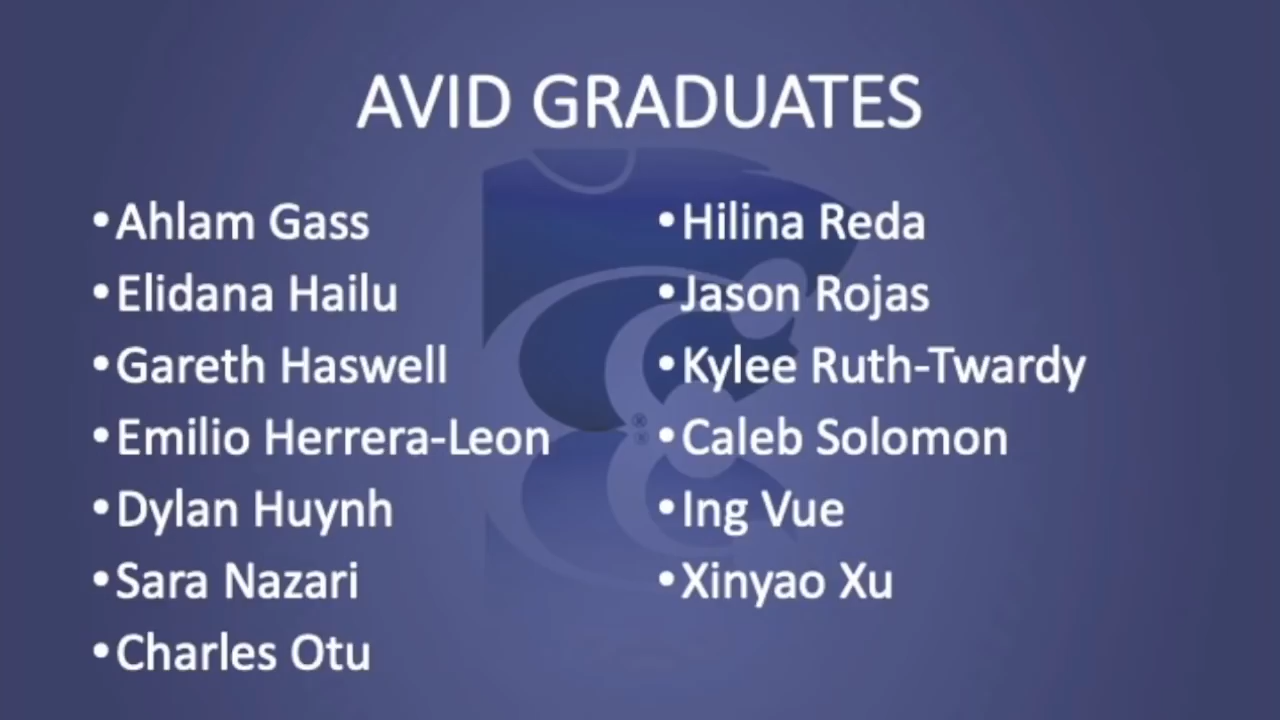 AVID GRADUATES
•Ahlam Gass
•Elidana Hailu
•Gareth Haswell
•Emilio Herrera-Leon
•Dylan Huynh
•Sara Nazari
•Charles Otu
•Hilina Reda
•Jason Rojas
•Kylee Ruth-Twardy
•Caleb Solomon
•Ing Vue
•Xinyao Xu
®